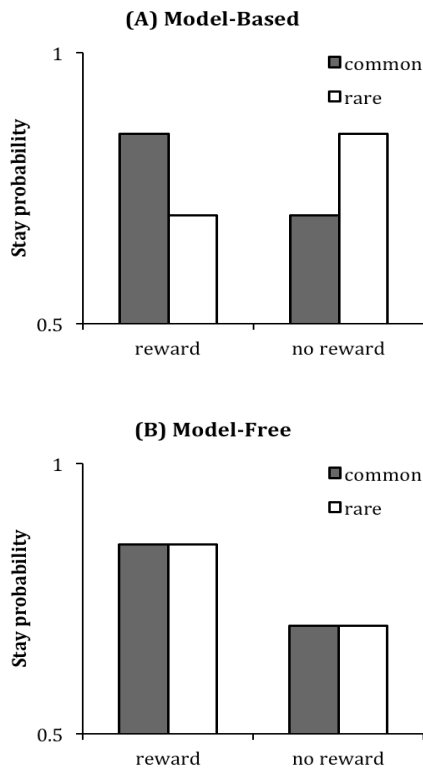 (A) Model-Based
1
common
rare
Stay probability
0.5
reward no reward
(B) Model-Free
1
common
rare
Stay probability
0.5
reward no reward